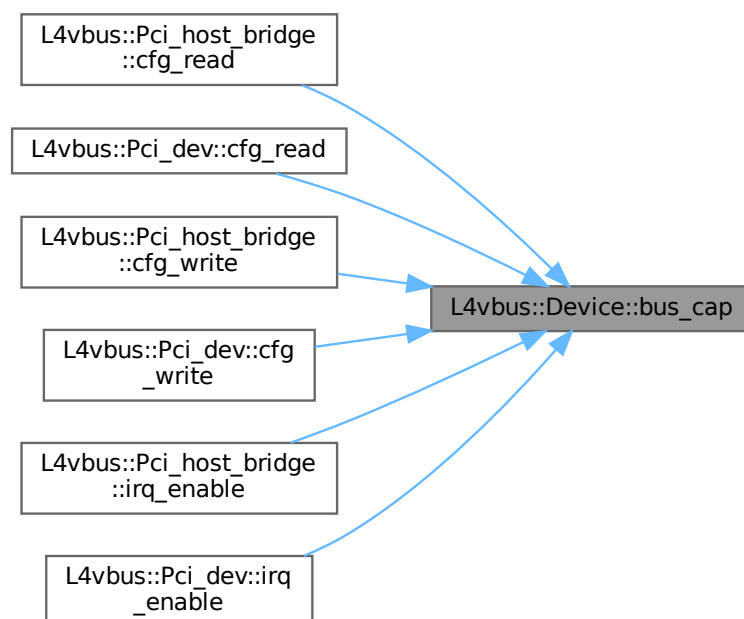 L4vbus::Pci_host_bridge
::cfg_read
L4vbus::Pci_dev::cfg_read
L4vbus::Pci_host_bridge
::cfg_write
L4vbus::Device::bus_cap
L4vbus::Pci_dev::cfg
_write
L4vbus::Pci_host_bridge
::irq_enable
L4vbus::Pci_dev::irq
_enable